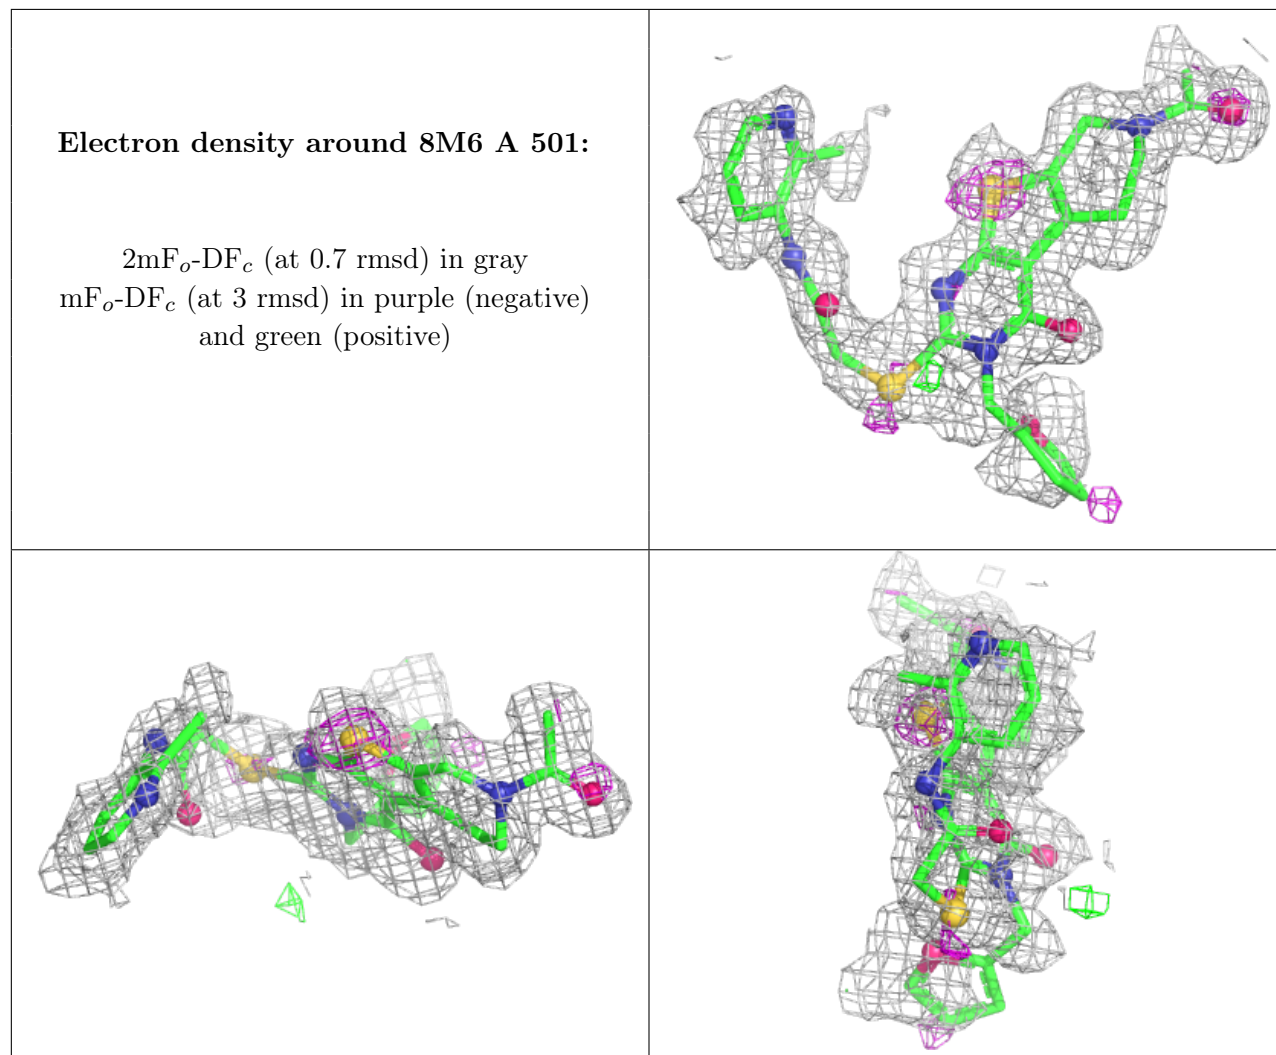 Electron density around 8M6 A 501:
2mFo-DFc (at 0.7 rmsd) in gray
mFo-DFc (at 3 rmsd) in purple (negative)
and green (positive)